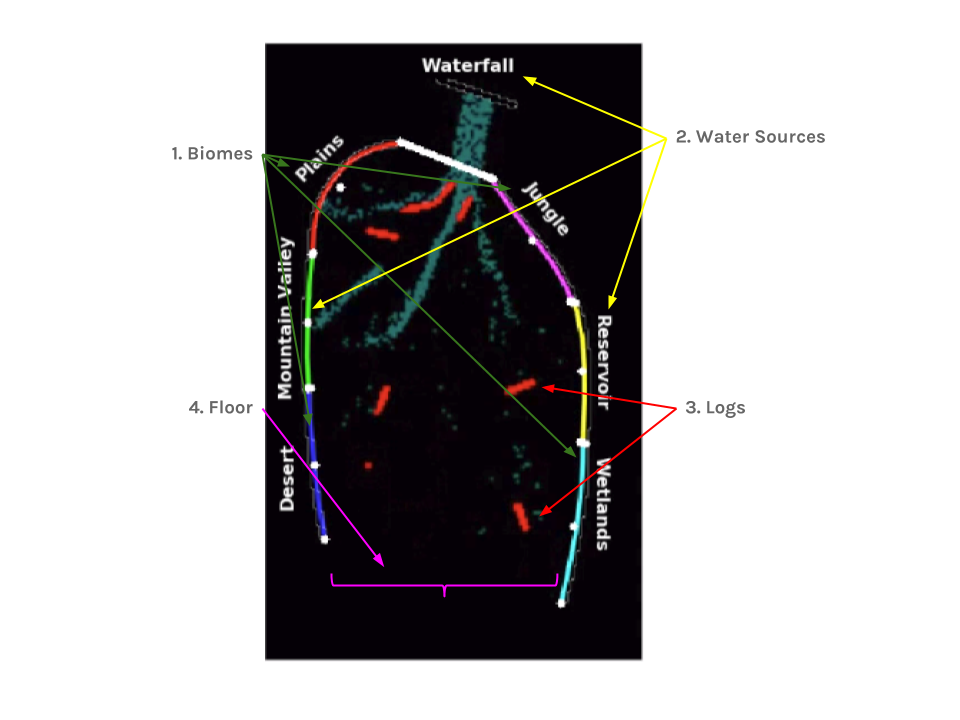 Waterfall
2. Water Sources
1. Biomes
Plains
Jungle
Mountain Valley
Reservoir
4. Floor
3. Logs
Desert
Wetlands